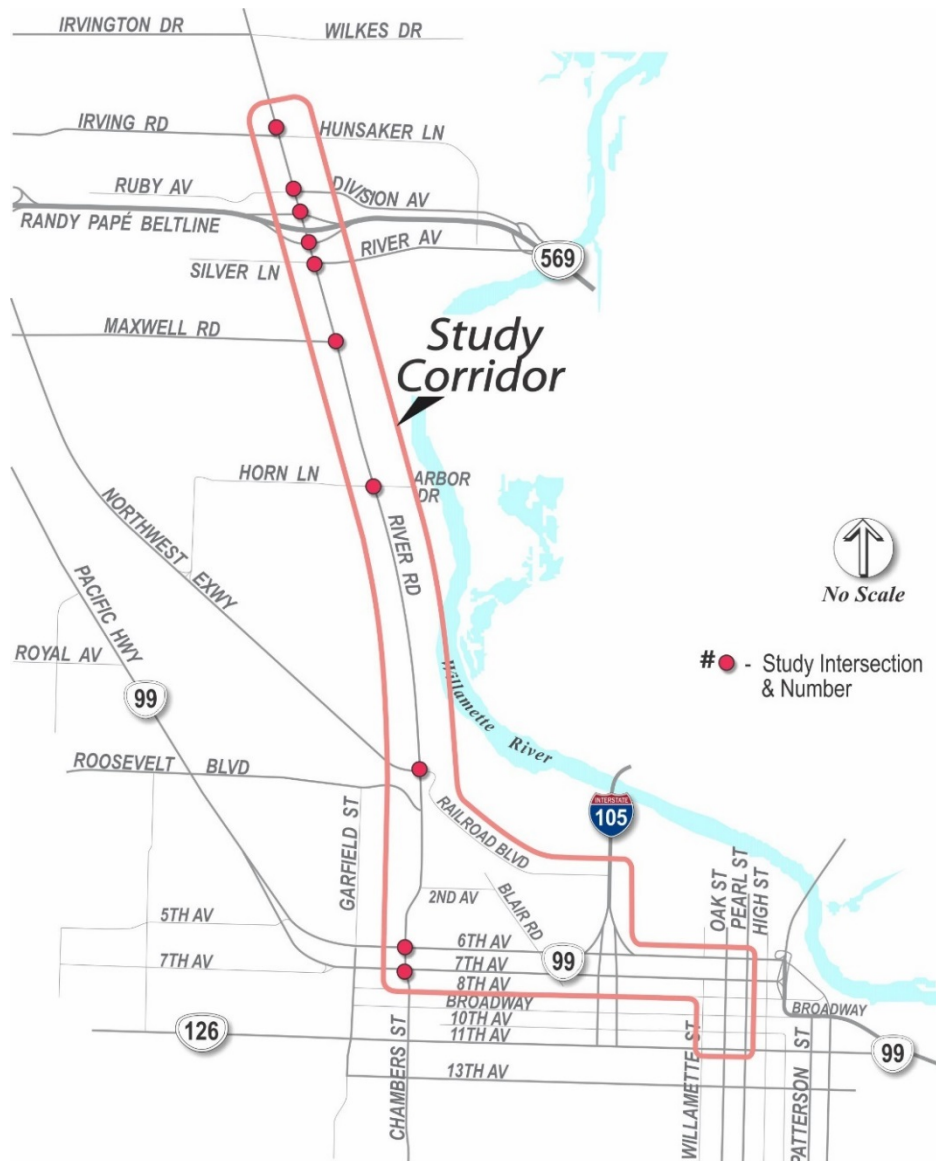 IRVINGTON DR
WILKES DR
IRVING RD
HUNSAKER LN
RUBY AV
DIVISION AV
RANDY PAPÉ BELTLINE
RIVER AV
SILVER LN
569
MAXWELL RD
Study
Corridor
HORN LN
ARBOR
DR
NORTHWEST EXWY
RIVER RD
No Scale
PACIFIC HWY
ROYAL AV
99
# - Study Intersection
& Number
Willamette River
ROOSEVELT BLVD
INTERSTATE
105
GARFIELD ST
RAILROAD BLVD
2ND AV
BLAIR RD
OAK ST
PEARL ST
HIGH ST
5TH AV
6TH AV
7TH AV
7TH AV
99
8TH AV
BROADWAY
BROADWAY
10TH AV
126
11TH AV
99
13TH AV
CHAMBERS ST
WILLAMETTE ST
PATTERSON ST